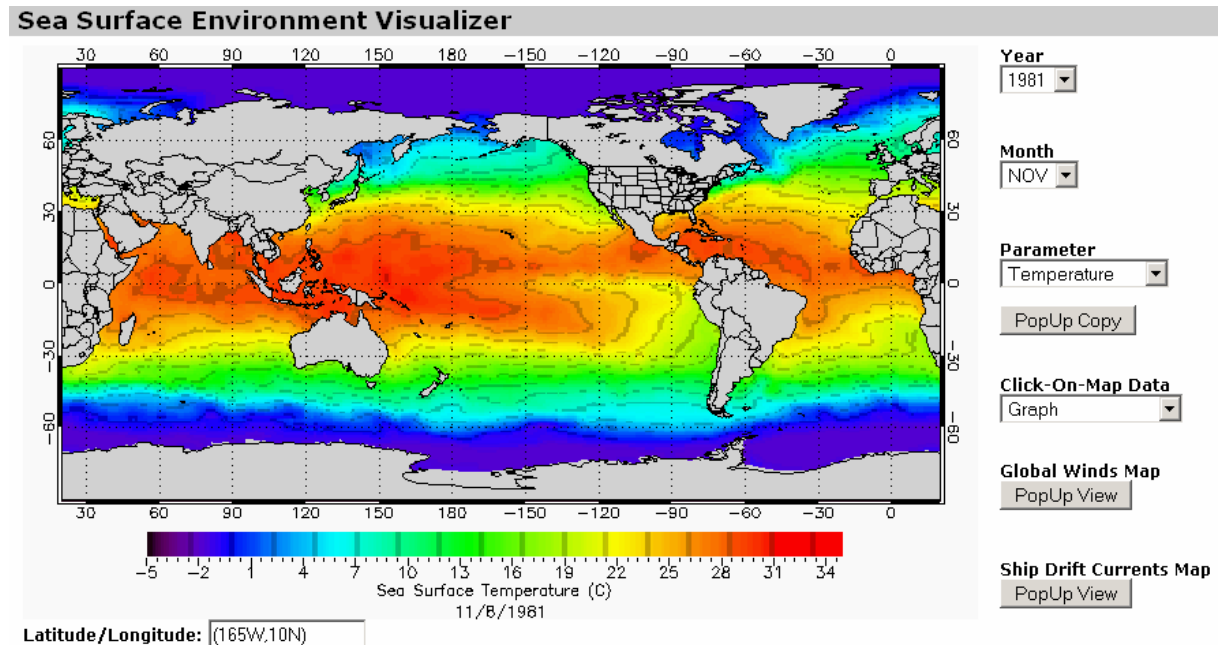 Sea Surface Environment Visualizer
30 60 90 120 150 180 −150 −120 −90 −60 −30 0
60 30 0 −30 −60
60 30 0 −30 −60
30 60 90 120 150 180 −150 −120 −90 −60 −30 0
−5 −2 1 4 7 10 13 16 19 22 25 28 31 34
Sea Surface Temperature (C)
11/8/1981
Latitude/Longitude: (165W,10N)
Year
1981
Month
NOV
Parameter
Temperature
PopUp Copy
Click-On-Map Data
Graph
Global Winds Map
PopUp View
Ship Drift Currents Map
PopUp View